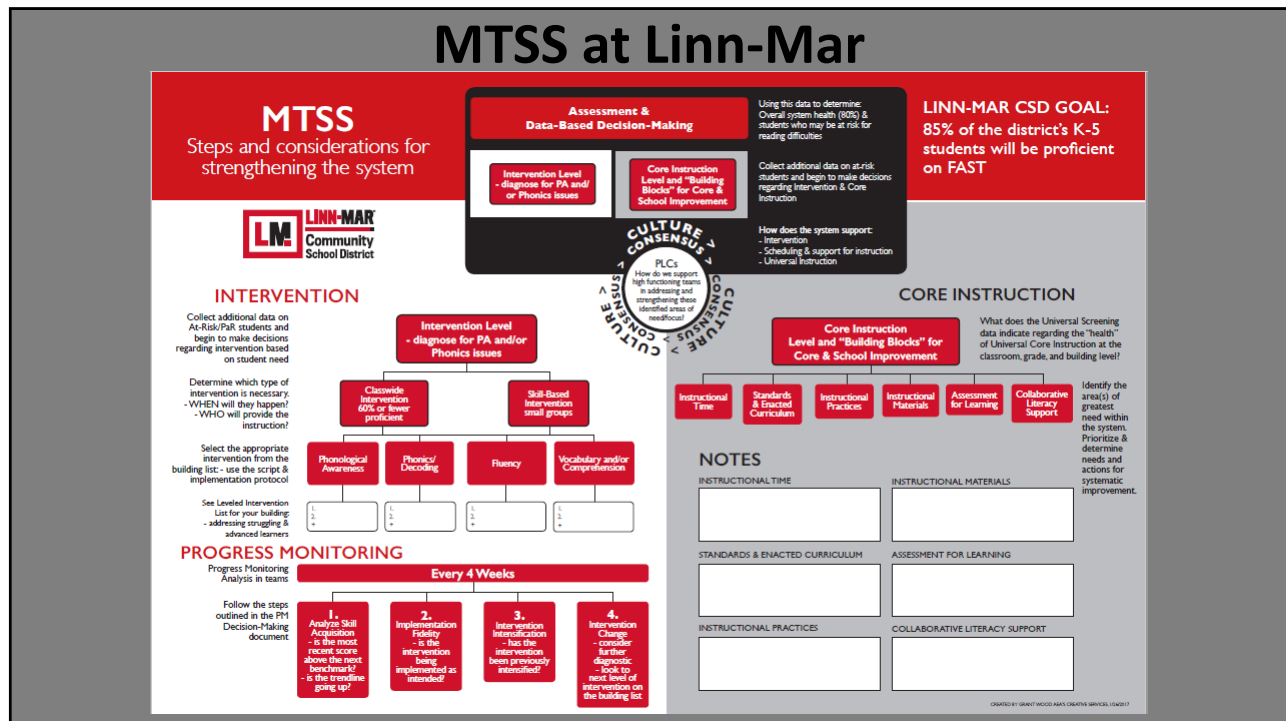 MTSS at Linn-Mar
MTSS
Steps and considerations for
strengthening the system
Assessment &
Data-Based Decision-Making
Intervention Level
- diagnose for PA and/
or Phonics issues
Core Instruction
Level and "Building
Blocks" for Core &
School Improvement
Using this data to determine:
Overall system health (80%) &
students who may be at risk for
reading difficulties
Collect additional data on at-risk
students and begin to make decisions
regarding Intervention & Core
Instruction
How does the system support:
- Intervention
- Scheduling & support for instruction
- Universal Instruction
LINN-MAR CSD GOAL:
85% of the district's K-5
students will be proficient
on FAST
LM
LINN-MAR
Community
School District
CULTURE > CONSENSUS > CULTURE > CONSENSUS > CULTURE > CONSENSUS >
PLCs
How do we support
high functioning teams
in addressing and
strengthening these
identified areas of
need/focus?
INTERVENTION
Collect additional data on
At-Risk/PaR students and
begin to make decisions
regarding intervention based
on student need
Intervention Level
- diagnose for PA and/or
Phonics issues
Determine which type of
intervention is necessary.
- WHEN will they happen?
- WHO will provide the
instruction?
Classwide
Intervention
60% or fewer
proficient
Skill-Based
Intervention
small groups
Select the appropriate
intervention from the
building list: - use the script &
implementation protocol
Phonological
Awareness
Phonics/
Decoding
Fluency
Vocabulary and/or
Comprehension
See Leveled Intervention
List for your building:
- addressing struggling &
advanced learners
1.
2.
+
1.
2.
+
1.
2.
+
1.
2.
+
PROGRESS MONITORING
Progress Monitoring
Analysis in teams
Every 4 Weeks
Follow the steps
outlined in the PM
Decision-Making
document
1.
Analyze Skill
Acquisition
- is the most
recent score
above the next
benchmark?
- is the trendline
going up?
2.
Implementation
Fidelity
- is the
intervention
being
implemented as
intended?
3.
Intervention
Intensification
- has the
intervention
been previously
intensified?
4.
Intervention
Change
- consider
further
diagnostic
- look to
next level of
intervention on
the building list
CORE INSTRUCTION
Core Instruction
Level and "Building Blocks" for
Core & School Improvement
What does the Universal Screening
data indicate regarding the "health"
of Universal Core Instruction at the
classroom, grade, and building level?
Instructional
Time
Standards
& Enacted
Curriculum
Instructional
Practices
Instructional
Materials
Assessment
for Learning
Collaborative
Literacy
Support
Identify the
area(s) of
greatest
need within
the system.
Prioritize &
determine
needs and
actions for
systematic
improvement.
NOTES
INSTRUCTIONAL TIME
INSTRUCTIONAL MATERIALS
STANDARDS & ENACTED CURRICULUM
ASSESSMENT FOR LEARNING
INSTRUCTIONAL PRACTICES
COLLABORATIVE LITERACY SUPPORT
CREATED BY GRANT WOOD AEA'S CREATIVE SERVICES,